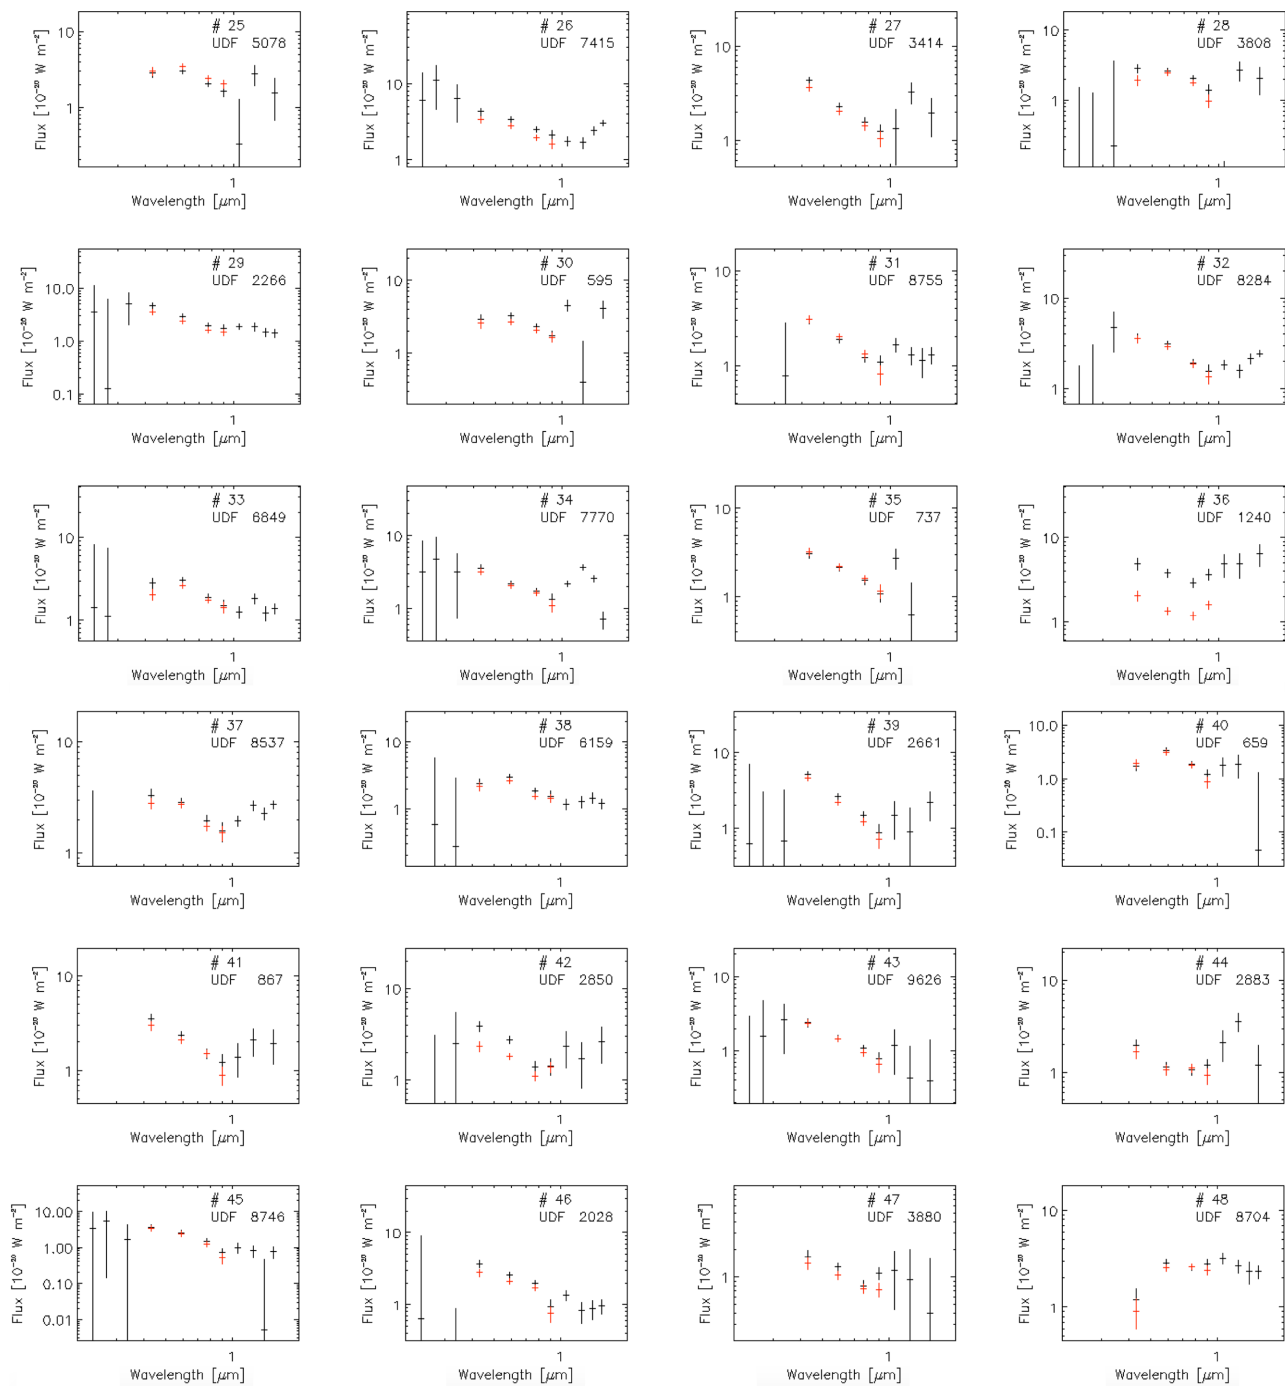 # 25
UDF 5078
10
1
Flux [10⁻²⁰ W m⁻²]
1
Wavelength [μm]
# 26
UDF 7415
10
1
Flux [10⁻²⁰ W m⁻²]
1
Wavelength [μm]
# 27
UDF 3414
10
1
Flux [10⁻²⁰ W m⁻²]
1
Wavelength [μm]
# 28
UDF 3808
10
1
Flux [10⁻²⁰ W m⁻²]
1
Wavelength [μm]
# 29
UDF 2266
10.0
1.0
0.1
Flux [10⁻²⁰ W m⁻²]
1
Wavelength [μm]
# 30
UDF 595
10
1
Flux [10⁻²⁰ W m⁻²]
1
Wavelength [μm]
# 31
UDF 8755
10
1
Flux [10⁻²⁰ W m⁻²]
1
Wavelength [μm]
# 32
UDF 8284
10
1
Flux [10⁻²⁰ W m⁻²]
1
Wavelength [μm]
# 33
UDF 6849
10
1
Flux [10⁻²⁰ W m⁻²]
1
Wavelength [μm]
# 34
UDF 7770
10
1
Flux [10⁻²⁰ W m⁻²]
1
Wavelength [μm]
# 35
UDF 737
10
1
Flux [10⁻²⁰ W m⁻²]
1
Wavelength [μm]
# 36
UDF 1240
10
1
Flux [10⁻²⁰ W m⁻²]
1
Wavelength [μm]
# 37
UDF 8537
10
1
Flux [10⁻²⁰ W m⁻²]
1
Wavelength [μm]
# 38
UDF 6159
10
1
Flux [10⁻²⁰ W m⁻²]
1
Wavelength [μm]
# 39
UDF 2661
10
1
Flux [10⁻²⁰ W m⁻²]
1
Wavelength [μm]
# 40
UDF 659
10.0
1.0
0.1
Flux [10⁻²⁰ W m⁻²]
1
Wavelength [μm]
# 41
UDF 867
10
1
Flux [10⁻²⁰ W m⁻²]
1
Wavelength [μm]
# 42
UDF 2850
10
1
Flux [10⁻²⁰ W m⁻²]
1
Wavelength [μm]
# 43
UDF 9626
10
1
Flux [10⁻²⁰ W m⁻²]
1
Wavelength [μm]
# 44
UDF 2883
10
1
Flux [10⁻²⁰ W m⁻²]
1
Wavelength [μm]
# 45
UDF 8746
10.00
1.00
0.10
0.01
Flux [10⁻²⁰ W m⁻²]
1
Wavelength [μm]
# 46
UDF 2028
10
1
Flux [10⁻²⁰ W m⁻²]
1
Wavelength [μm]
# 47
UDF 3880
10
1
Flux [10⁻²⁰ W m⁻²]
1
Wavelength [μm]
# 48
UDF 8704
10
1
Flux [10⁻²⁰ W m⁻²]
1
Wavelength [μm]